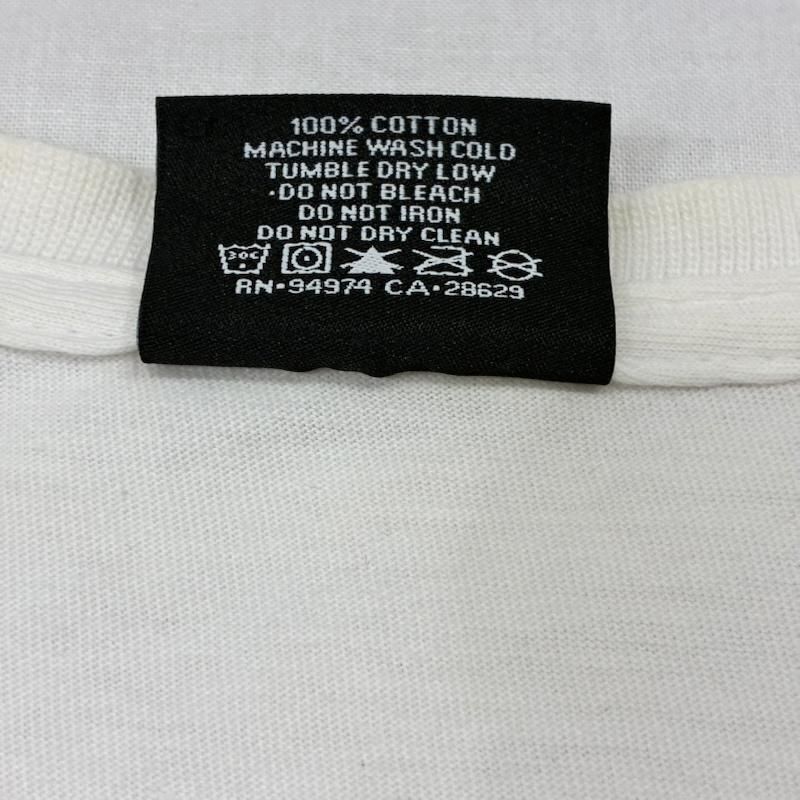 100% COTTON
MACHINE WASH COLD
TUMBLE DRY LOW
·DO NOT BLEACH
DO NOT IRON
DO NOT DRY CLEAN
30C
RN·94974 CA·28629